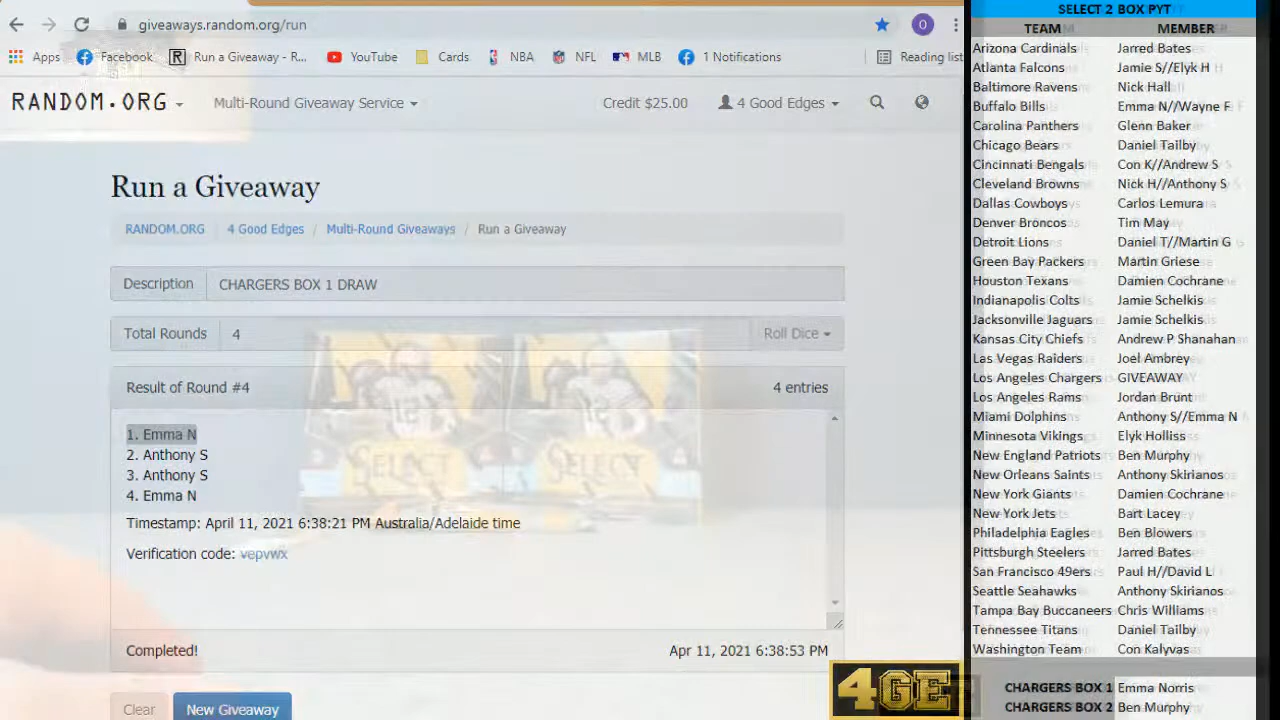 giveaways.random.org/run
Apps Facebook Run a Giveaway - R... YouTube Cards NBA NFL MLB 1 Notifications Reading list
RANDOM.ORG Multi-Round Giveaway Service Credit $25.00 4 Good Edges
Run a Giveaway
RANDOM.ORG / 4 Good Edges / Multi-Round Giveaways / Run a Giveaway
Description CHARGERS BOX 1 DRAW
Total Rounds 4 Roll Dice
Result of Round #4 4 entries
1. Emma N
2. Anthony S
3. Anthony S
4. Emma N
Timestamp: April 11, 2021 6:38:21 PM Australia/Adelaide time
Verification code: vepvwx
Completed! Apr 11, 2021 6:38:53 PM
Clear New Giveaway
4GE
SELECT 2 BOX PYT
TEAM MEMBER
Arizona Cardinals Jarred Bates
Atlanta Falcons Jamie S//Elyk H
Baltimore Ravens Nick Hall
Buffalo Bills Emma N//Wayne F
Carolina Panthers Glenn Baker
Chicago Bears Daniel Tailby
Cincinnati Bengals Con K//Andrew S
Cleveland Browns Nick H//Anthony S
Dallas Cowboys Carlos Lemura
Denver Broncos Tim May
Detroit Lions Daniel T//Martin G
Green Bay Packers Martin Griese
Houston Texans Damien Cochrane
Indianapolis Colts Jamie Schelkis
Jacksonville Jaguars Jamie Schelkis
Kansas City Chiefs Andrew P Shanahan
Las Vegas Raiders Joel Ambrey
Los Angeles Chargers GIVEAWAY
Los Angeles Rams Jordan Brunt
Miami Dolphins Anthony S//Emma N
Minnesota Vikings Elyk Holliss
New England Patriots Ben Murphy
New Orleans Saints Anthony Skirianos
New York Giants Damien Cochrane
New York Jets Bart Lacey
Philadelphia Eagles Ben Blowers
Pittsburgh Steelers Jarred Bates
San Francisco 49ers Paul H//David L
Seattle Seahawks Anthony Skirianos
Tampa Bay Buccaneers Chris Williams
Tennessee Titans Daniel Tailby
Washington Team Con Kalyvas
CHARGERS BOX 1 Emma Norris
CHARGERS BOX 2 Ben Murphy